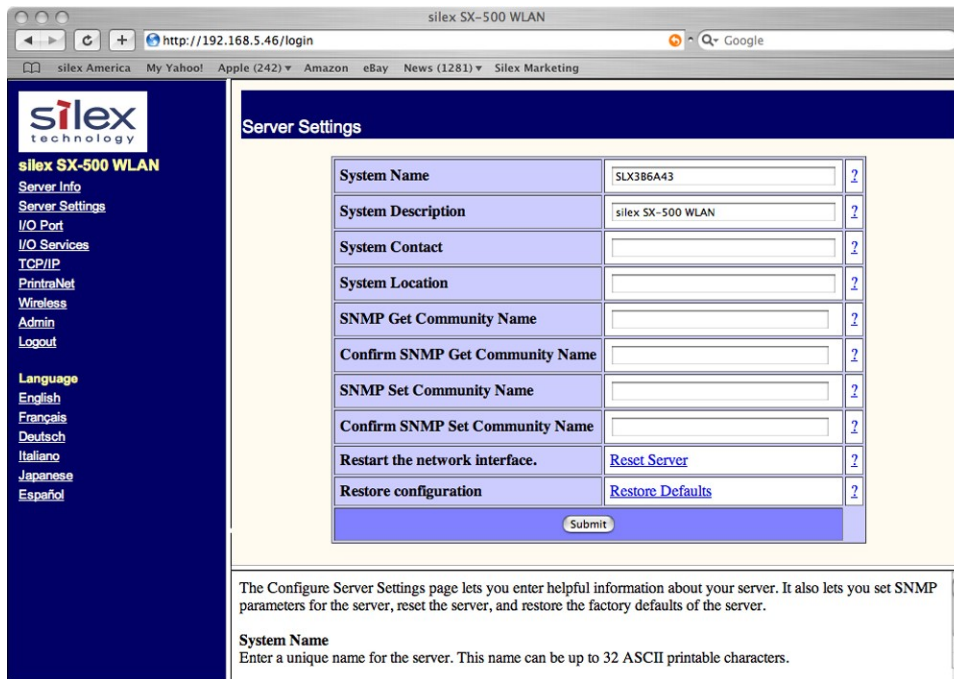 silex SX-500 WLAN
http://192.168.5.46/login
Q Google
silex America My Yahoo! Apple (242) Amazon eBay News (1281) Silex Marketing
silex
technology
silex SX-500 WLAN
Server Info
Server Settings
I/O Port
I/O Services
TCP/IP
PrintraNet
Wireless
Admin
Logout
Language
English
Français
Deutsch
Italiano
Japanese
Español
Server Settings
System Name SLX386A43 ?
System Description silex SX-500 WLAN ?
System Contact ?
System Location ?
SNMP Get Community Name ?
Confirm SNMP Get Community Name ?
SNMP Set Community Name ?
Confirm SNMP Set Community Name ?
Restart the network interface. Reset Server ?
Restore configuration Restore Defaults ?
Submit
The Configure Server Settings page lets you enter helpful information about your server. It also lets you set SNMP
parameters for the server, reset the server, and restore the factory defaults of the server.
System Name
Enter a unique name for the server. This name can be up to 32 ASCII printable characters.